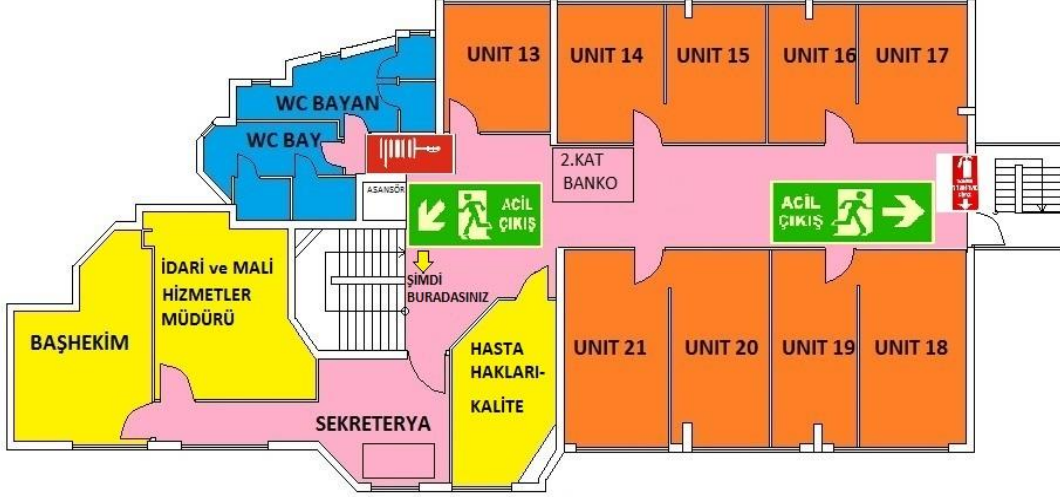 UNIT 13
UNIT 14
UNIT 15
UNIT 16
UNIT 17
WC BAYAN
WC BAY
2.KAT
BANKO
ASANSÖR
ACİL
ÇIKIŞ
ACİL
ÇIKIŞ
ŞİMDİ
BURADASINIZ
İDARİ ve MALİ
HİZMETLER
MÜDÜRÜ
BAŞHEKİM
HASTA
HAKLARI-
KALİTE
UNIT 21
UNIT 20
UNIT 19
UNIT 18
SEKRETERYA